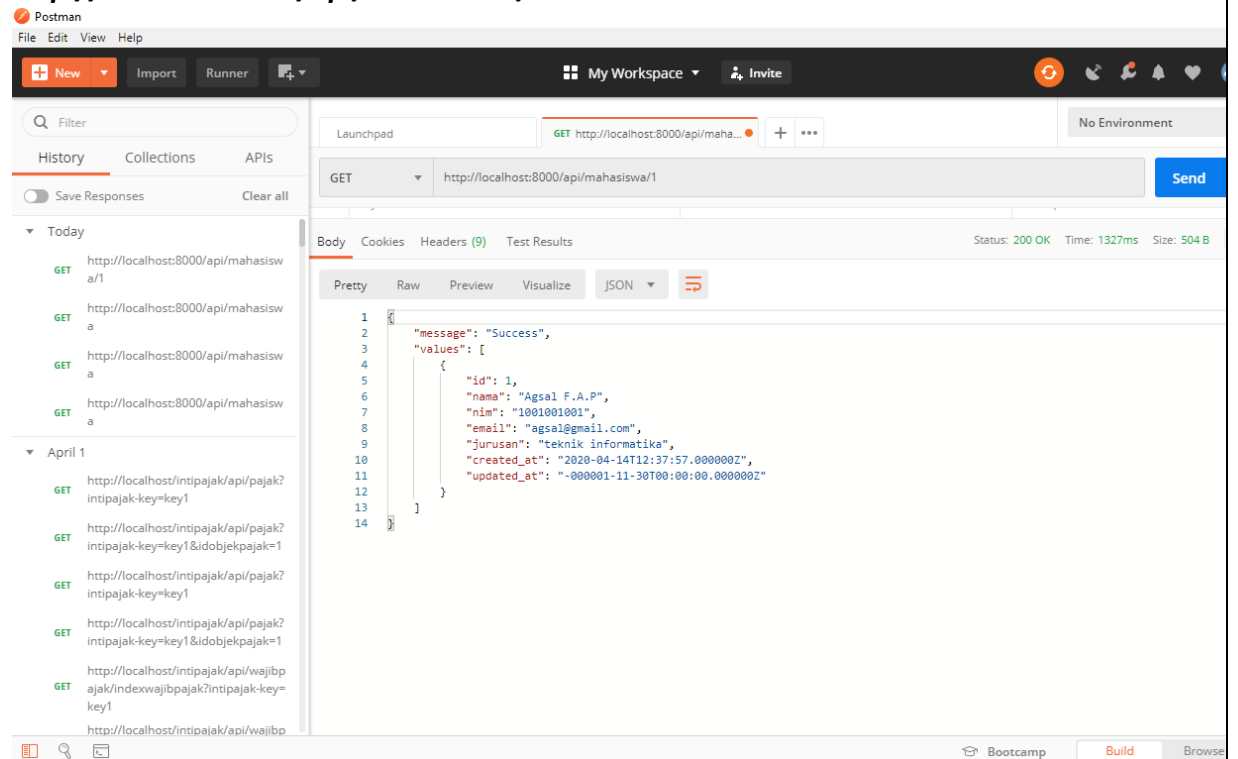 Postman
File Edit View Help
New Import Runner My Workspace Invite
Filter
History Collections APIs
Save Responses Clear all
Today
GET http://localhost:8000/api/mahasisw
a/1
GET http://localhost:8000/api/mahasisw
a
GET http://localhost:8000/api/mahasisw
a
GET http://localhost:8000/api/mahasisw
a
April 1
GET http://localhost/intipajak/api/pajak?
intipajak-key=key1
GET http://localhost/intipajak/api/pajak?
intipajak-key=key1&idobjekpajak=1
GET http://localhost/intipajak/api/pajak?
intipajak-key=key1
GET http://localhost/intipajak/api/pajak?
intipajak-key=key1&idobjekpajak=1
GET http://localhost/intipajak/api/wajibp
ajak/indexwajibpajak?intipajak-key=
key1
http://localhost/intipajak/api/wajibp
Launchpad GET http://localhost:8000/api/maha... No Environment
GET http://localhost:8000/api/mahasiswa/1 Send
Body Cookies Headers (9) Test Results Status: 200 OK Time: 1327ms Size: 504 B
Pretty Raw Preview Visualize JSON
1 {
2 "message": "Success",
3 "values": [
4 {
5 "id": 1,
6 "nama": "Agsal F.A.P",
7 "nim": "1001001001",
8 "email": "agsal@gmail.com",
9 "jurusan": "teknik informatika",
10 "created_at": "2020-04-14T12:37:57.000000Z",
11 "updated_at": "-000001-11-30T00:00:00.000000Z"
12 }
13 ]
14 }
Bootcamp Build Browse